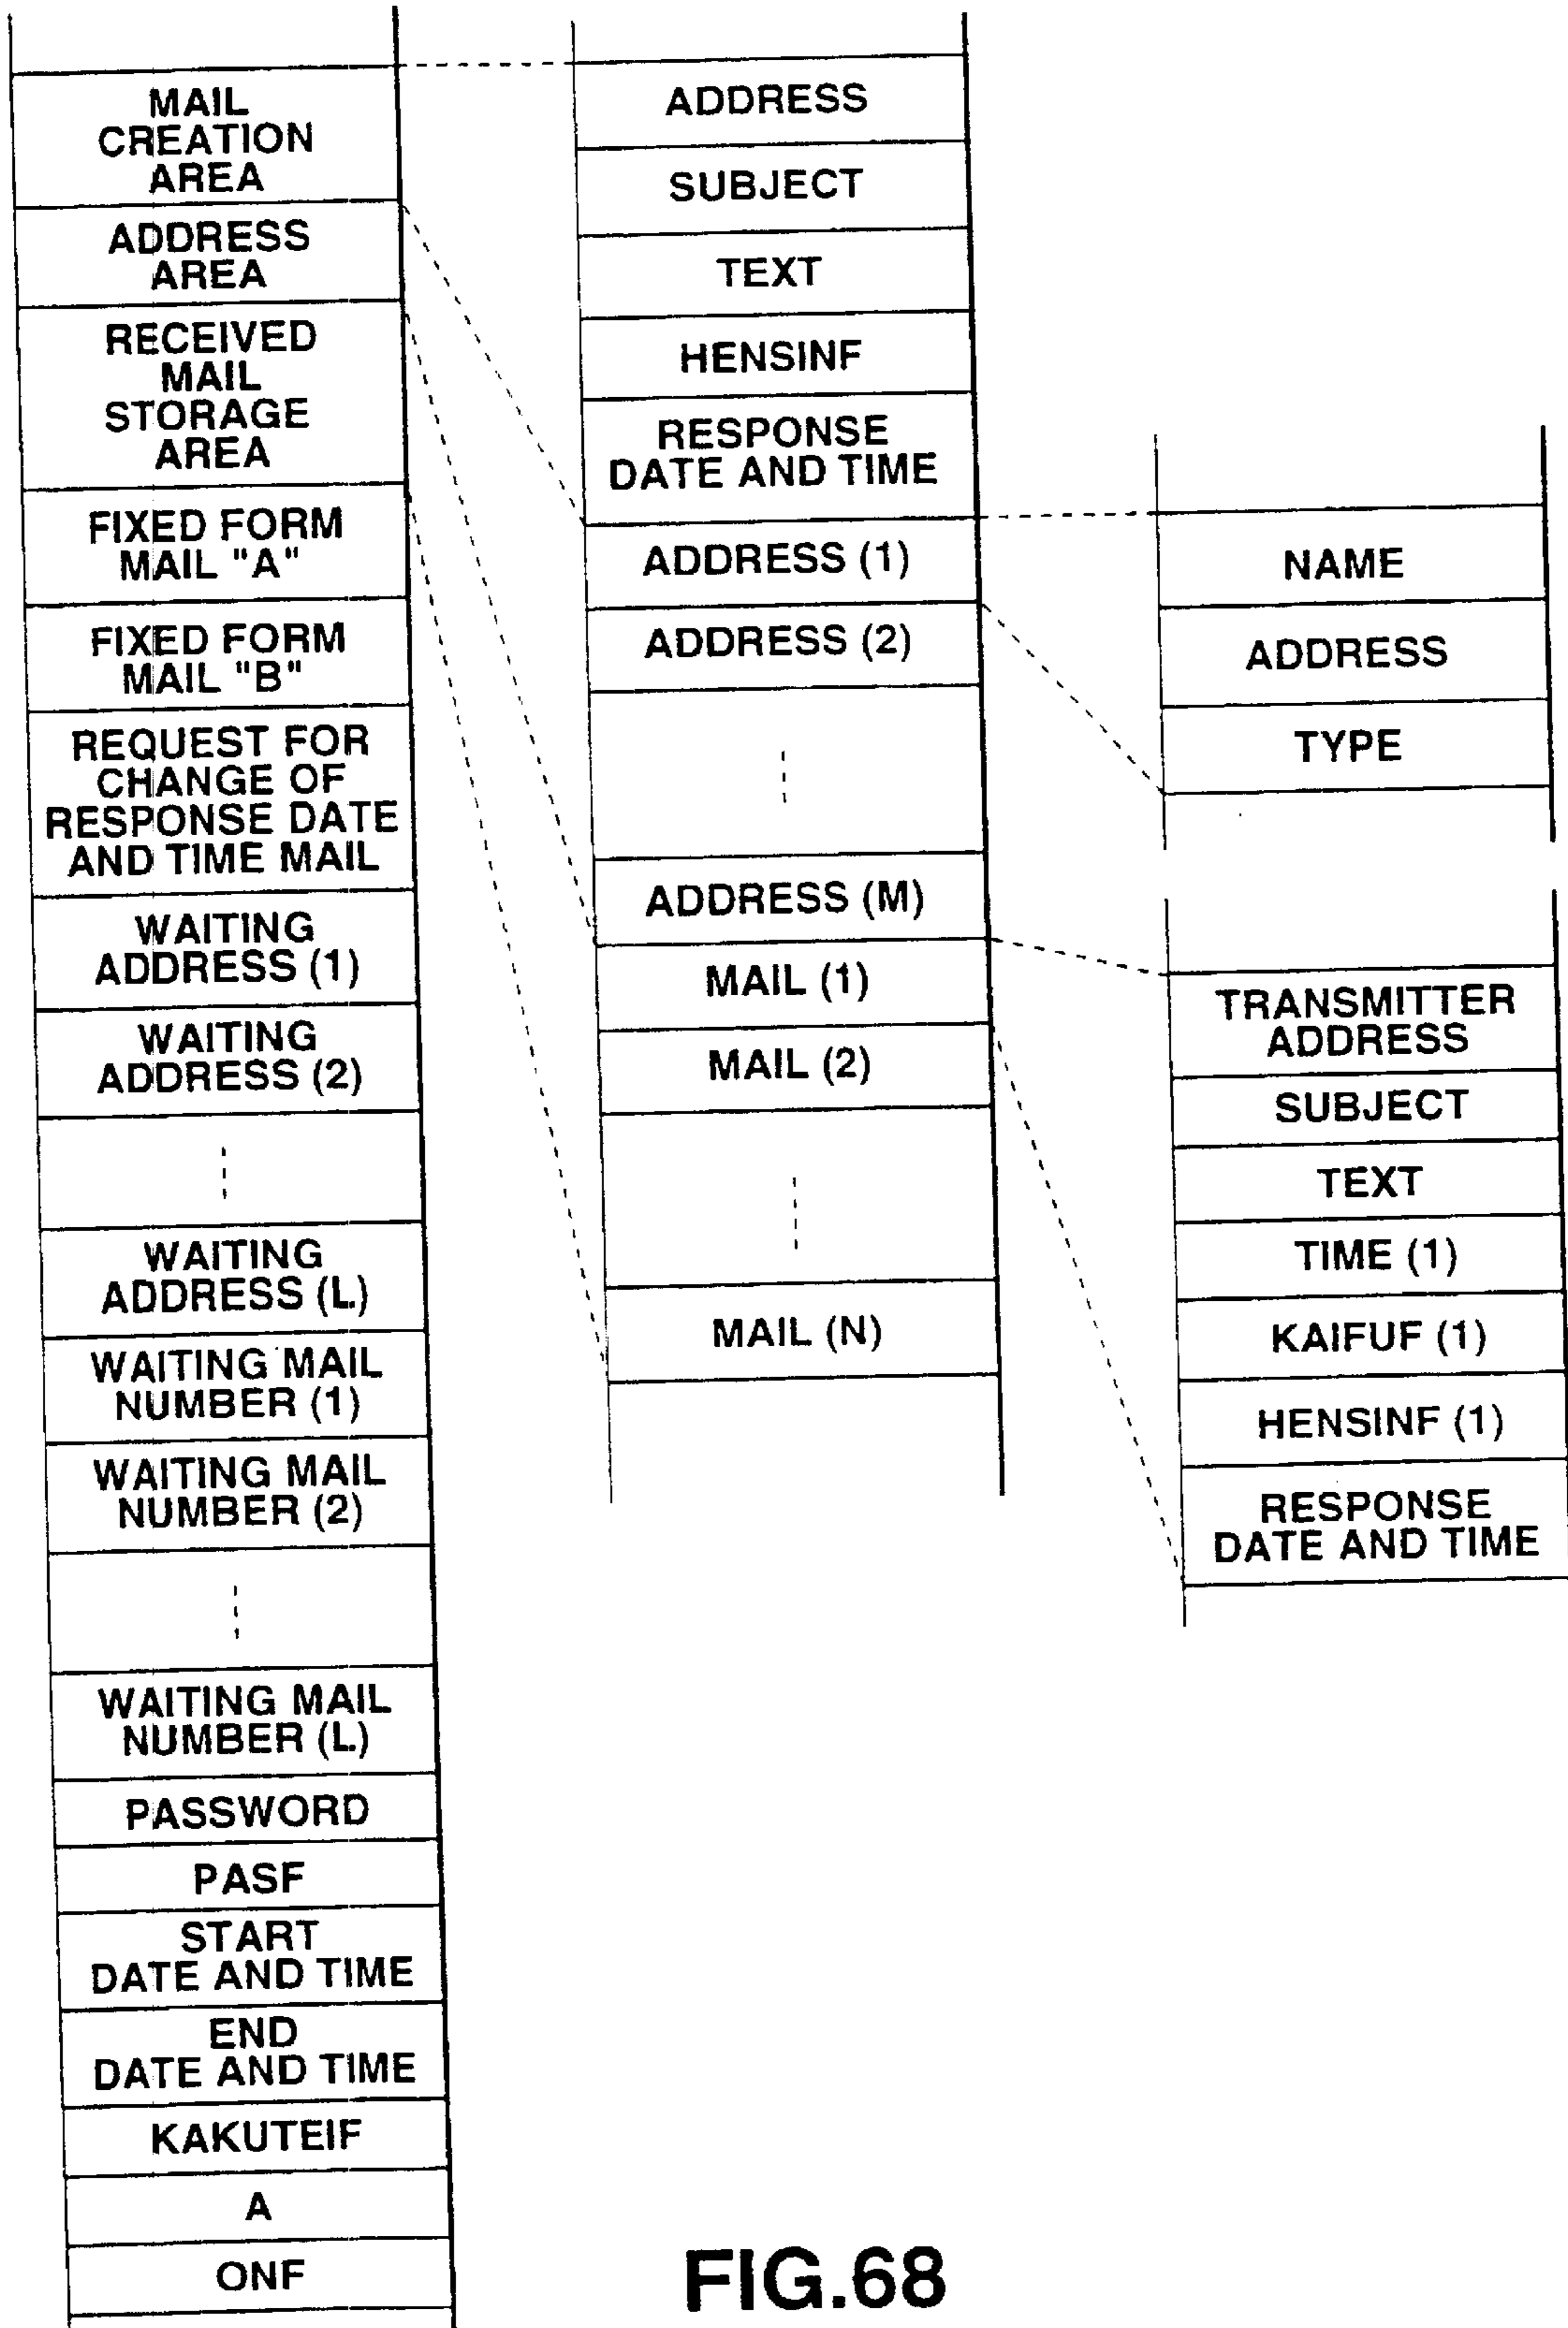 MAIL
CREATION
AREA
ADDRESS
AREA
RECEIVED
MAIL
STORAGE
AREA
FIXED FORM
MAIL "A"
FIXED FORM
MAIL "B"
REQUEST FOR
CHANGE OF
RESPONSE DATE
AND TIME MAIL
WAITING
ADDRESS (1)
WAITING
ADDRESS (2)
WAITING
ADDRESS (L)
WAITING MAIL
NUMBER (1)
WAITING MAIL
NUMBER (2)
WAITING MAIL
NUMBER (L)
PASSWORD
PASF
START
DATE AND TIME
END
DATE AND TIME
KAKUTEIF
A
ONF
ADDRESS
SUBJECT
TEXT
HENSINF
RESPONSE
DATE AND TIME
ADDRESS (1)
ADDRESS (2)
ADDRESS (M)
MAIL (1)
MAIL (2)
MAIL (N)
NAME
ADDRESS
TYPE
TRANSMITTER
ADDRESS
SUBJECT
TEXT
TIME (1)
KAIFUF (1)
HENSINF (1)
RESPONSE
DATE AND TIME
FIG.68